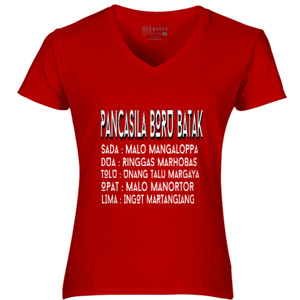 PANCASILA BORU BATAK
SADA : MALO MANGALOPPA
DUA : RINGGAS MARHOBAS
TOLU : UNANG TALU MARGAYA
OPAT : MALO MANORTOR
LIMA : INGOT MARTANGIANG